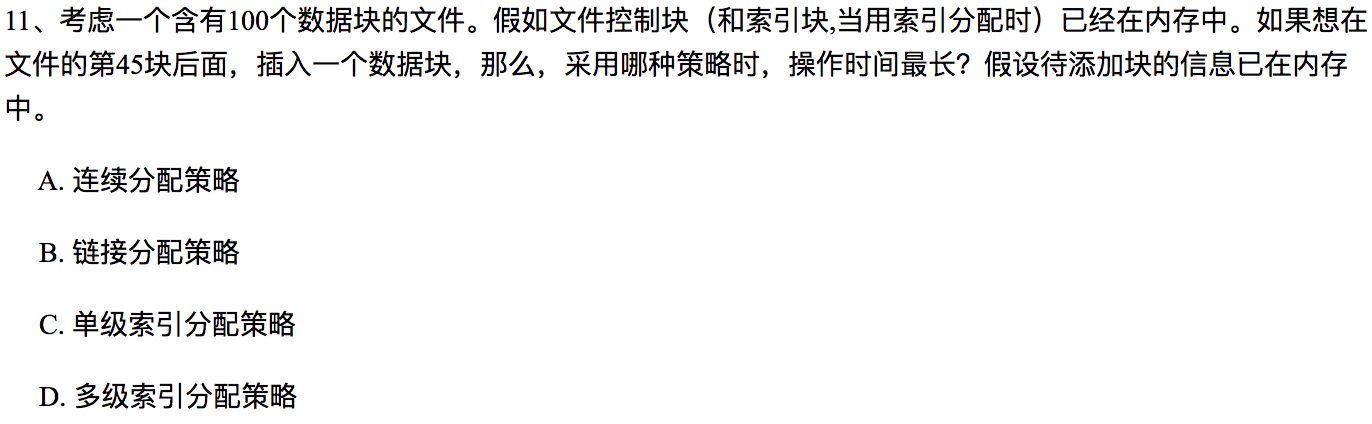 11、考虑一个含有100个数据块的文件。假如文件控制块（和索引块,当用索引分配时）已经在内存中。如果想在
文件的第45块后面，插入一个数据块，那么，采用哪种策略时，操作时间最长？假设待添加块的信息已在内存
中。
A. 连续分配策略
B. 链接分配策略
C. 单级索引分配策略
D. 多级索引分配策略